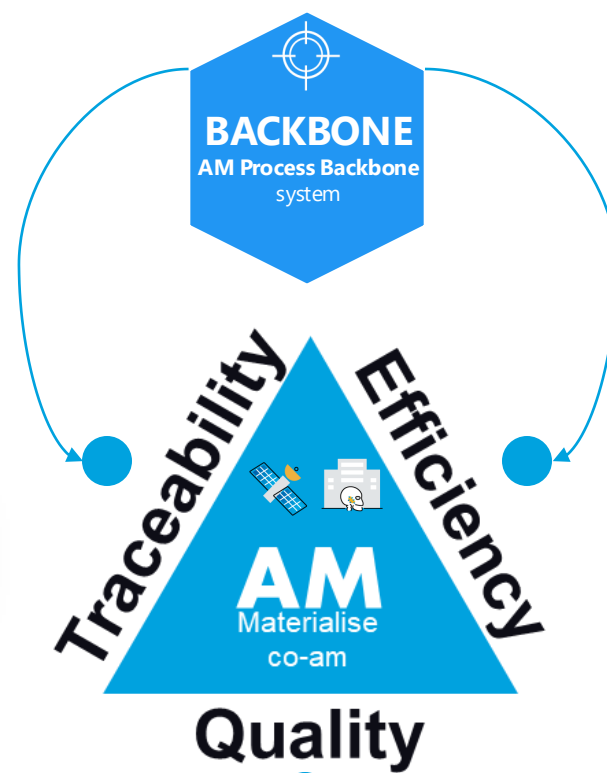 BACKBONE
AM Process Backbone
system
Traceability
Efficiency
AM
Materialise
co-am
Quality